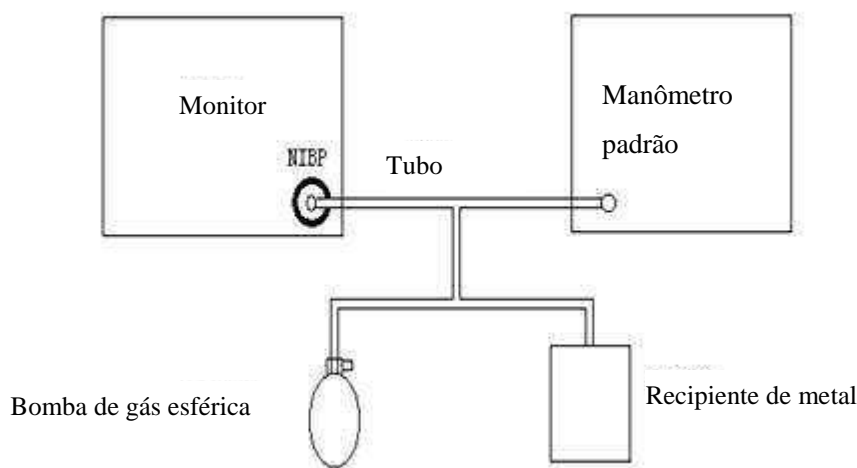 Monitor
Manômetro
padrão
NIBP
Tubo
Bomba de gás esférica
Recipiente de metal